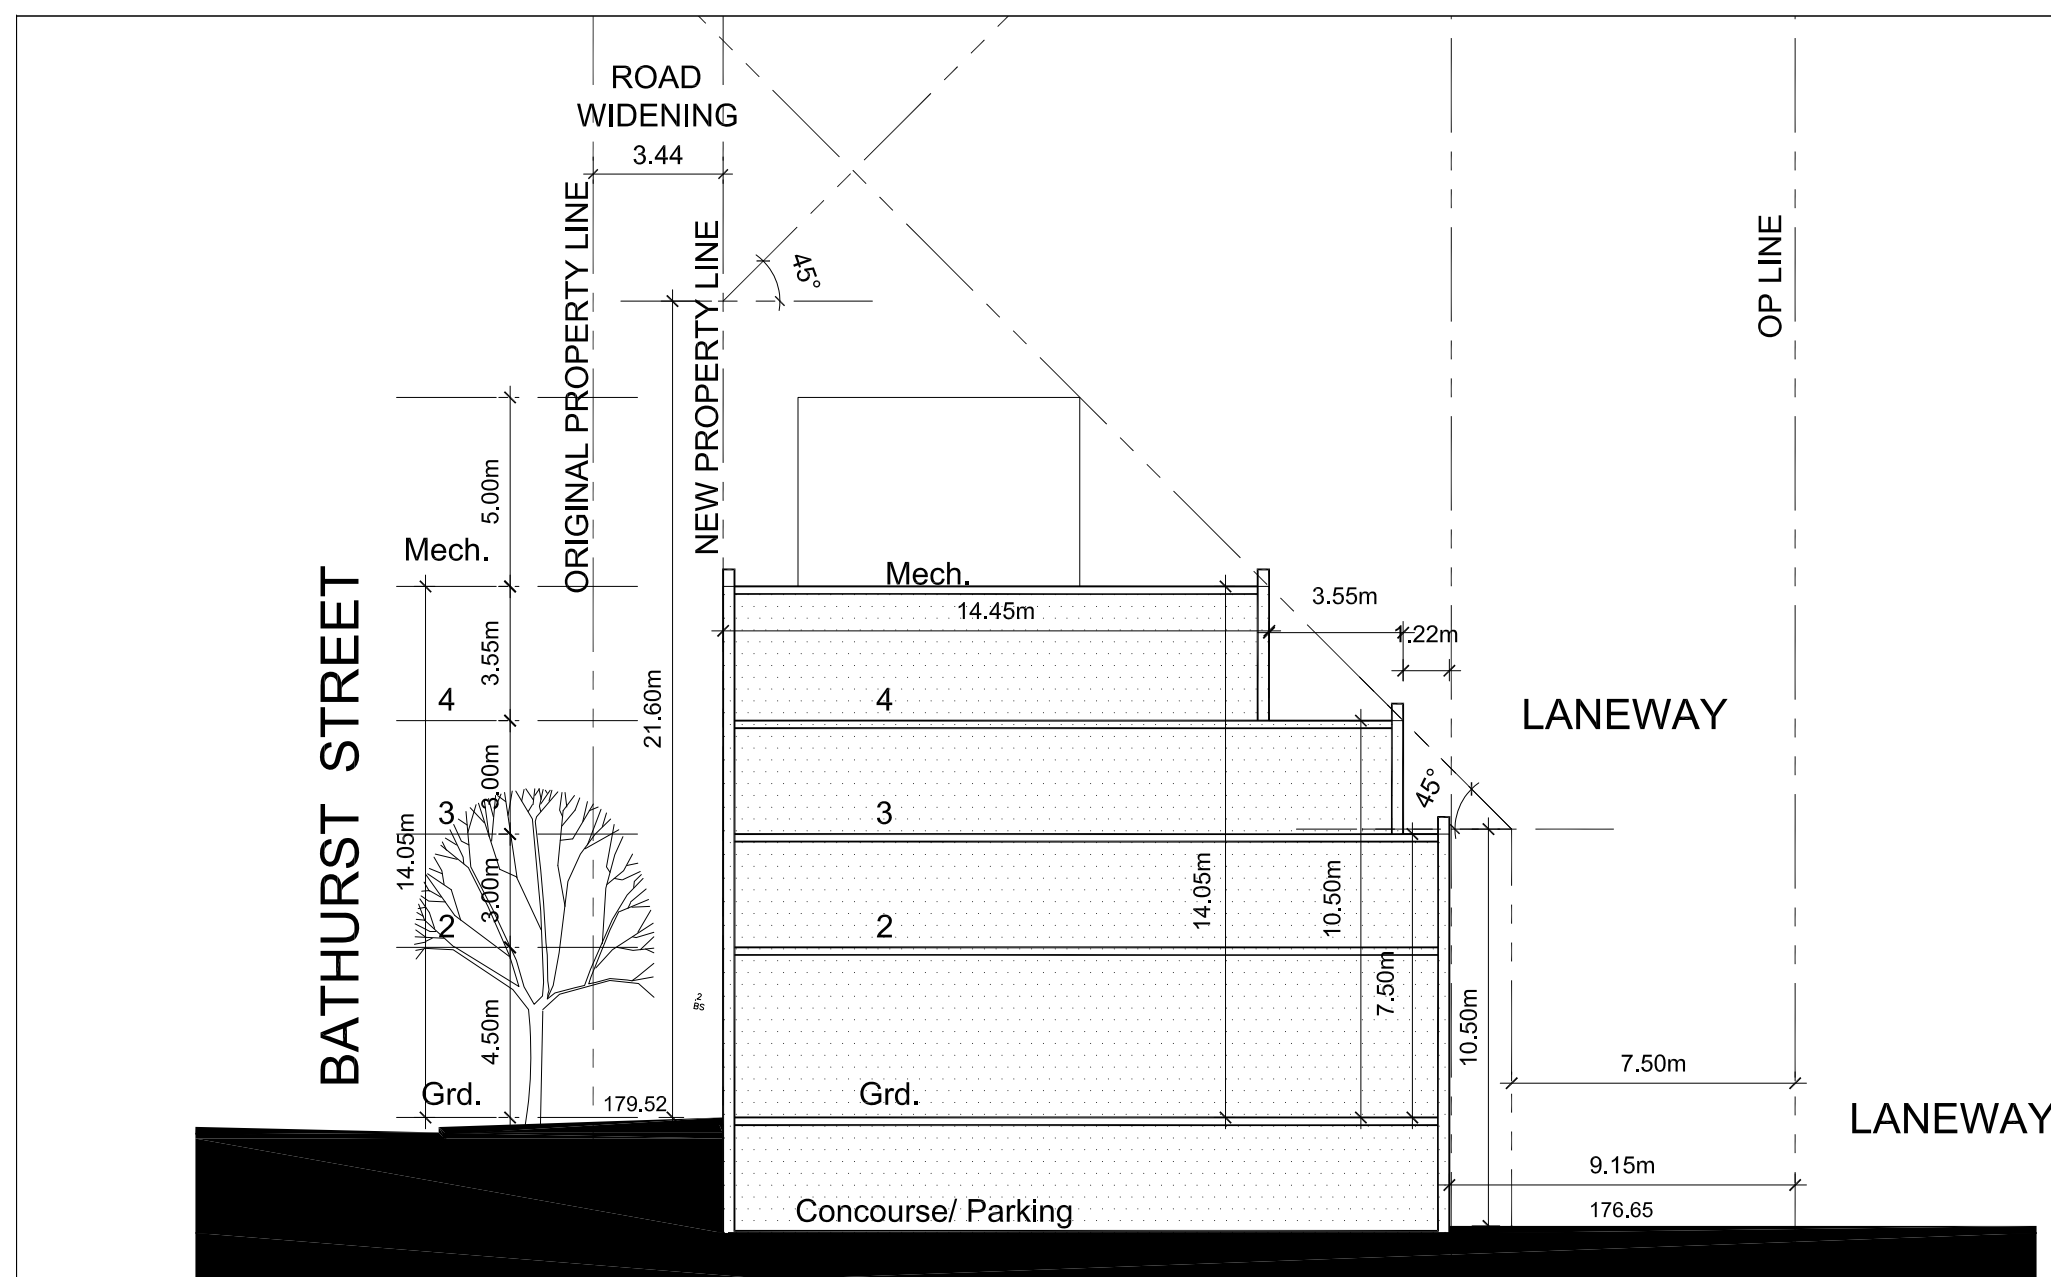 ROAD
WIDENING
3.44
ORIGINAL PROPERTY LINE
NEW PROPERTY LINE
OP LINE
45°
5.00m
Mech.
Mech.
14.45m
3.55m
1.22m
3.55m
21.60m
4
4
LANEWAY
BATHURST STREET
3.00m
3
3
45°
14.05m
3.00m
14.05m
10.50m
2
2
7.50m
2
BS
4.50m
10.50m
7.50m
Grd.
179.52
Grd.
LANEWAY
9.15m
Concourse/ Parking
176.65